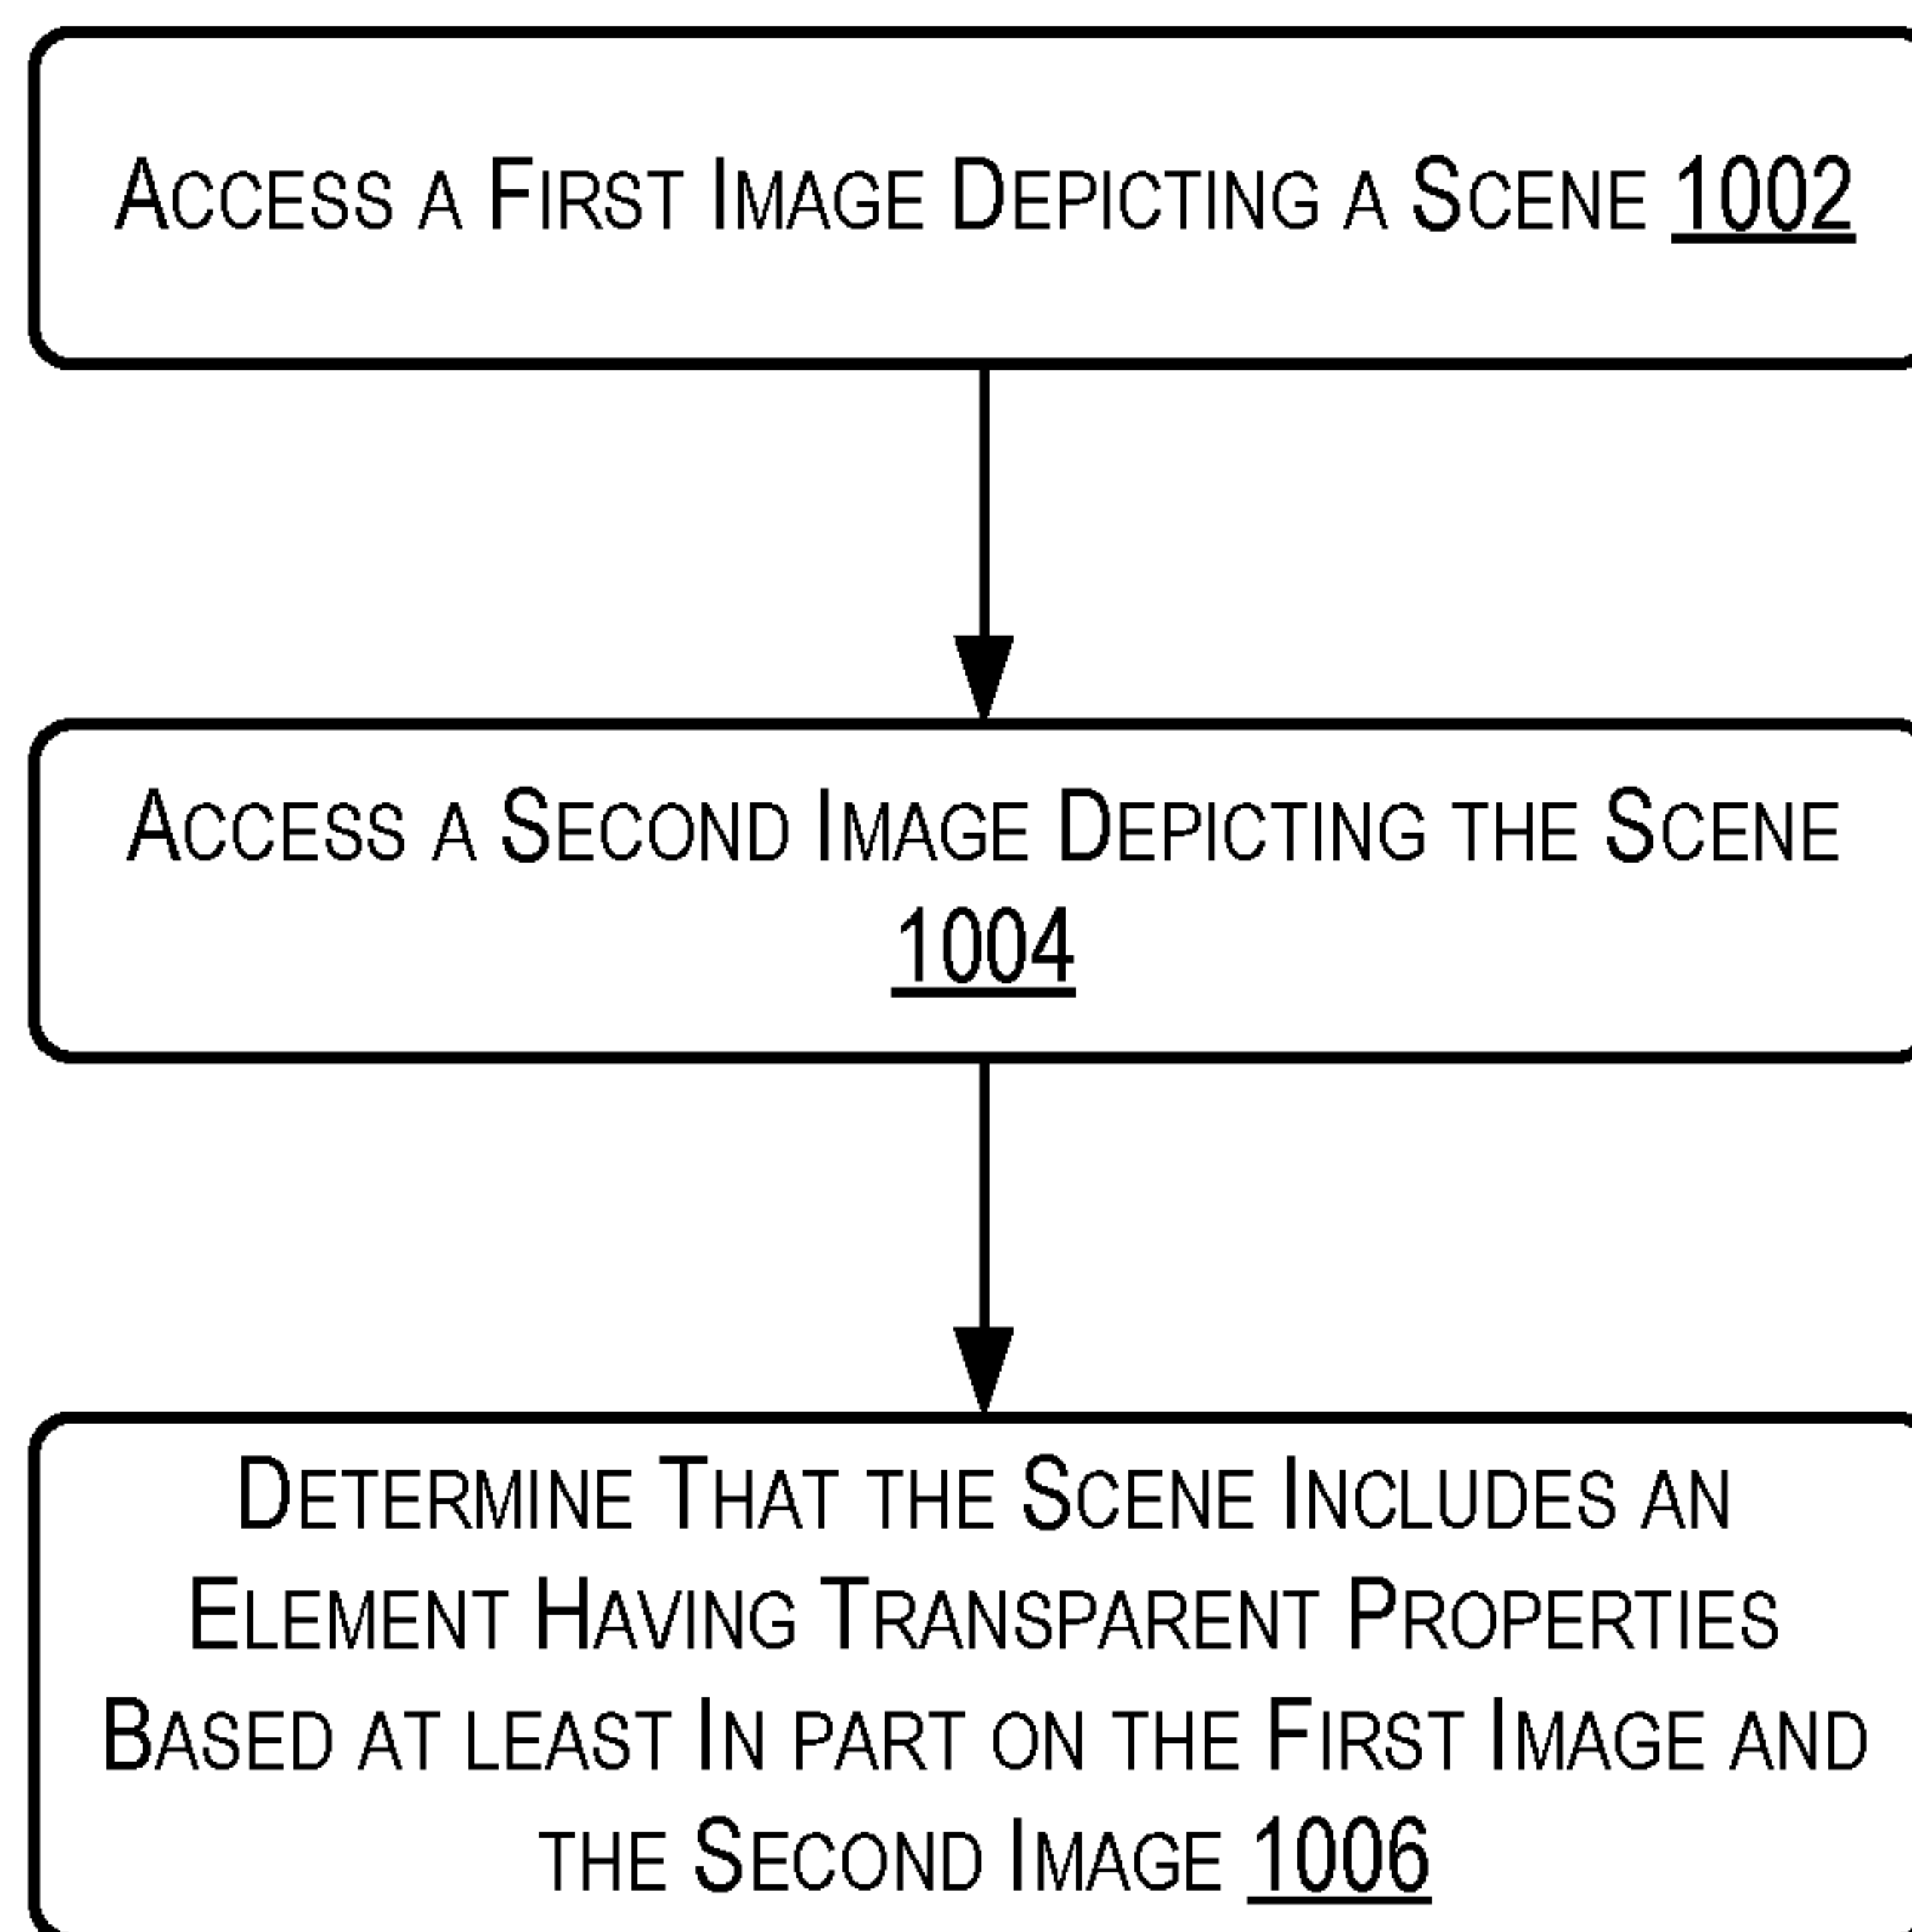 Access a First Image Depicting a Scene 1002
Access a Second Image Depicting the Scene
1004
Determine That the Scene Includes an
Element Having Transparent Properties
Based at least In part on the First Image and
the Second Image 1006